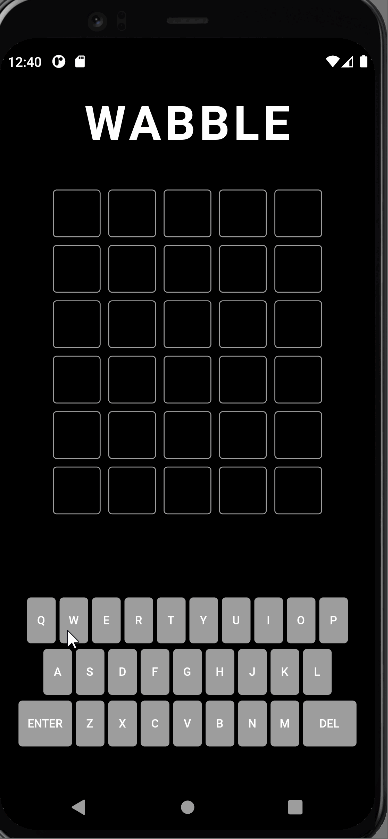 12:40
WABBLE
Q W E R T Y U I O P
A S D F G H J K L
ENTER Z X C V B N M DEL